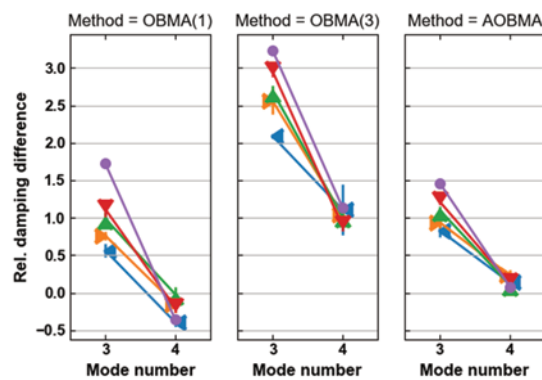 Method = OBMA(1) Method = OBMA(3) Method = AOBMA
Rel. damping difference
3.0
2.5
2.0
1.5
1.0
0.5
0.0
−0.5
3 4 3 4 3 4
Mode number Mode number Mode number